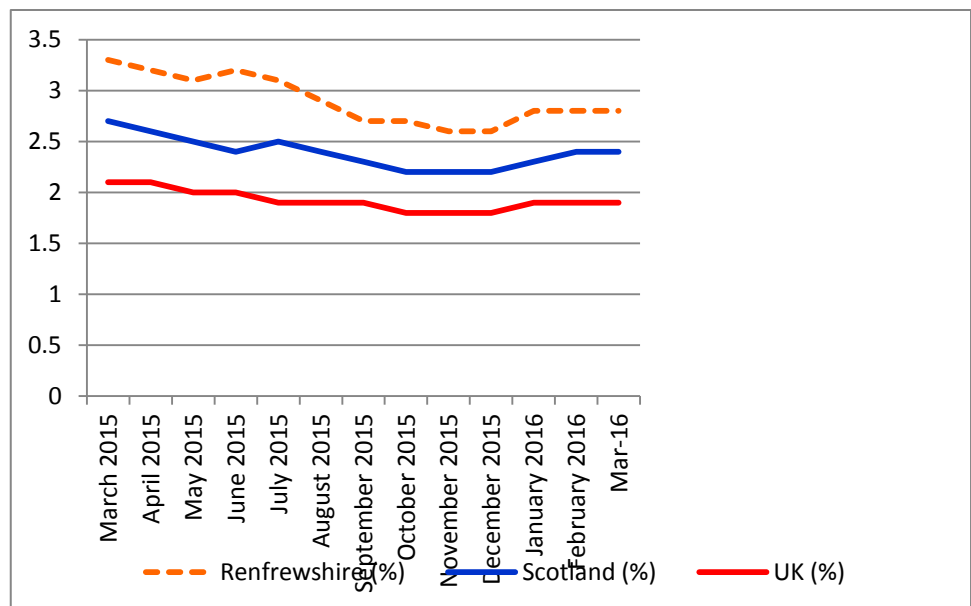 3.5
3
2.5
2
1.5
1
0.5
0
March 2015
April 2015
May 2015
June 2015
July 2015
August 2015
September 2015
October 2015
November 2015
December 2015
January 2016
February 2016
Mar-16
Renfrewshire (%)
Scotland (%)
UK (%)